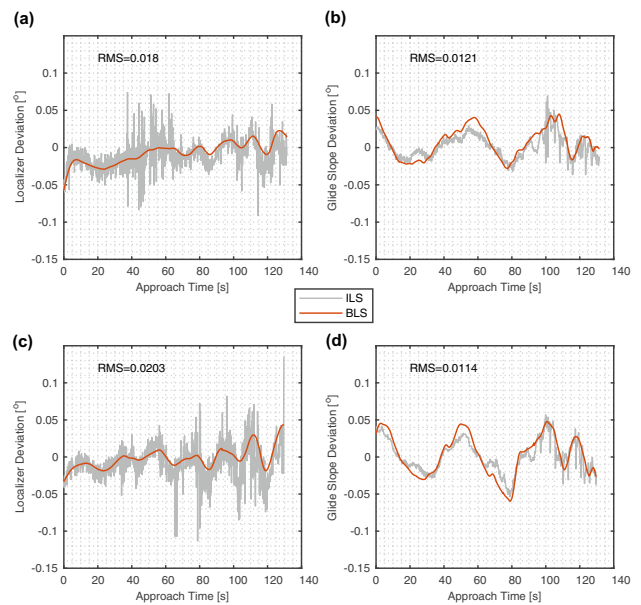 (a)
RMS=0.018
0.1
0.05
0
-0.05
-0.1
-0.15
Localizer Deviation [°]
0 20 40 60 80 100 120 140
Approach Time [s]
(b)
RMS=0.0121
0.1
0.05
0
-0.05
-0.1
-0.15
Glide Slope Deviation [°]
0 20 40 60 80 100 120 140
Approach Time [s]
ILS
BLS
(c)
RMS=0.0203
0.1
0.05
0
-0.05
-0.1
-0.15
Localizer Deviation [°]
0 20 40 60 80 100 120 140
Approach Time [s]
(d)
RMS=0.0114
0.1
0.05
0
-0.05
-0.1
-0.15
Glide Slope Deviation [°]
0 20 40 60 80 100 120 140
Approach Time [s]